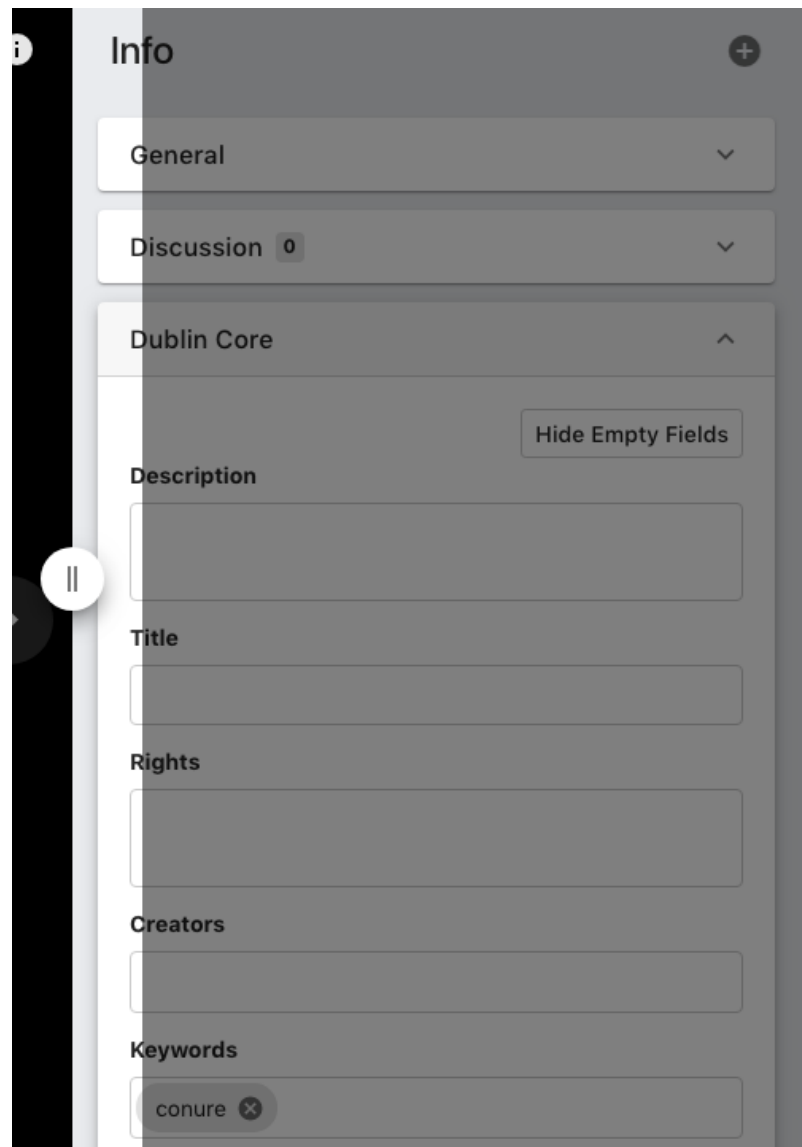 i
Info
General
Discussion 0
Dublin Core
Hide Empty Fields
Description
Title
Rights
Creators
Keywords
conure